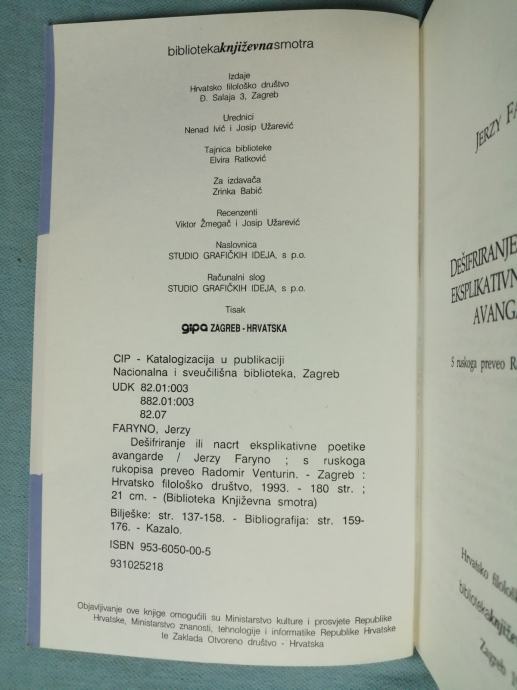 bibliotekaknjiževnasmotra
Izdaje
Hrvatsko filološko društvo
Đ. Salaja 3, Zagreb
Urednici
Nenad Ivić i Josip Užarević
Tajnica biblioteke
Elvira Ratković
Za izdavača
Zrinka Babić
Recenzenti
Viktor Žmegač i Josip Užarević
Naslovnica
STUDIO GRAFIČKIH IDEJA, s p.o.
Računalni slog
STUDIO GRAFIČKIH IDEJA, s p.o.
Tisak
gipa ZAGREB - HRVATSKA
CIP - Katalogizacija u publikaciji
Nacionalna i sveučilišna biblioteka, Zagreb
UDK 82.01:003
882.01:003
82.07
FARYNO, Jerzy
Dešifriranje ili nacrt eksplikativne poetike
avangarde / Jerzy Faryno ; s ruskoga
rukopisa preveo Radomir Venturin. - Zagreb :
Hrvatsko filološko društvo, 1993. - 180 str. ;
21 cm. - (Biblioteka Književna smotra)
Bilješke: str. 137-158. - Bibliografija: str. 159-
176. - Kazalo.
ISBN 953-6050-00-5
931025218
Objavljivanje ove knjige omogućili su Ministarstvo kulture i prosvjete Republike
Hrvatske, Ministarstvo znanosti, tehnologije i informatike Republike Hrvatske
te Zaklada Otvoreno društvo - Hrvatska
JERZY FA
DEŠIFRIRANJE
EKSPLIKATIVN
AVANGA
S ruskoga preveo R
Hrvatsko filološk
bibliotekaknjiže
Zagreb 1